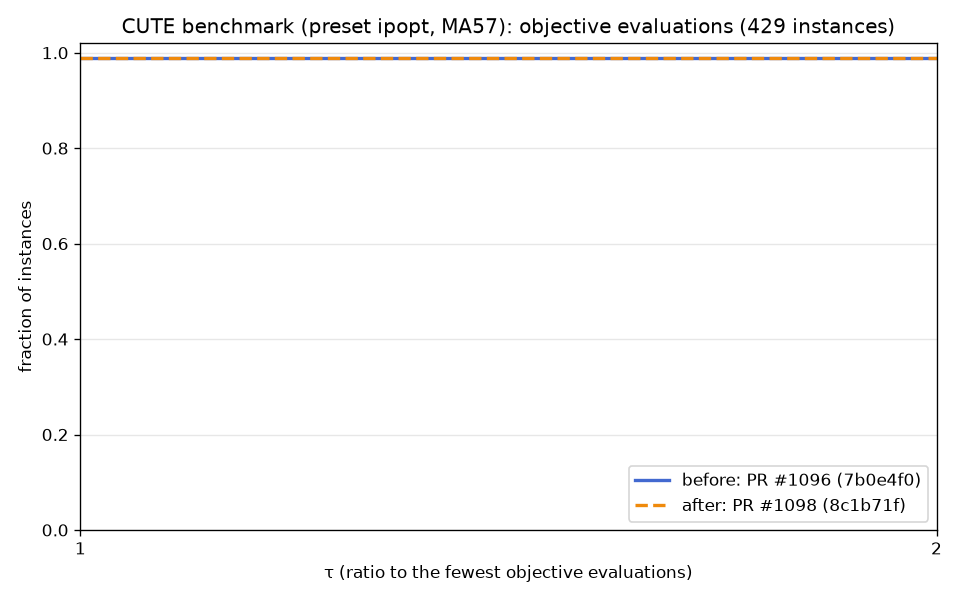 CUTE benchmark (preset ipopt, MA57): objective evaluations (429 instances)
fraction of instances
1.0
0.8
0.6
0.4
0.2
0.0
before: PR #1096 (7b0e4f0)
after: PR #1098 (8c1b71f)
1
2
τ (ratio to the fewest objective evaluations)